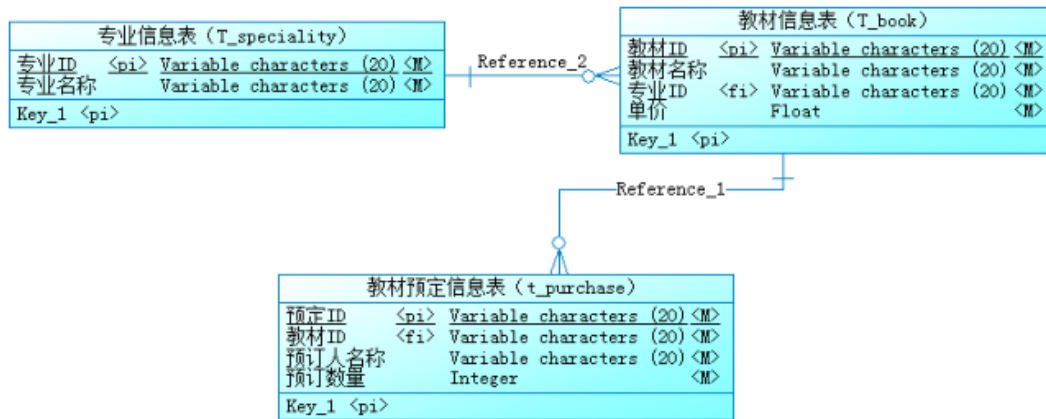 专业信息表（T_speciality）
专业ID <pi> Variable characters (20) <M>
专业名称 Variable characters (20) <M>
Key_1 <pi>
Reference_2
教材信息表（T_book）
教材ID <pi> Variable characters (20) <M>
教材名称 Variable characters (20) <M>
专业ID <fi> Variable characters (20) <M>
单价 Float <M>
Key_1 <pi>
Reference_1
教材预定信息表（t_purchase）
预定ID <pi> Variable characters (20) <M>
教材ID <fi> Variable characters (20) <M>
预订人名称 Variable characters (20) <M>
预订数量 Integer <M>
Key_1 <pi>